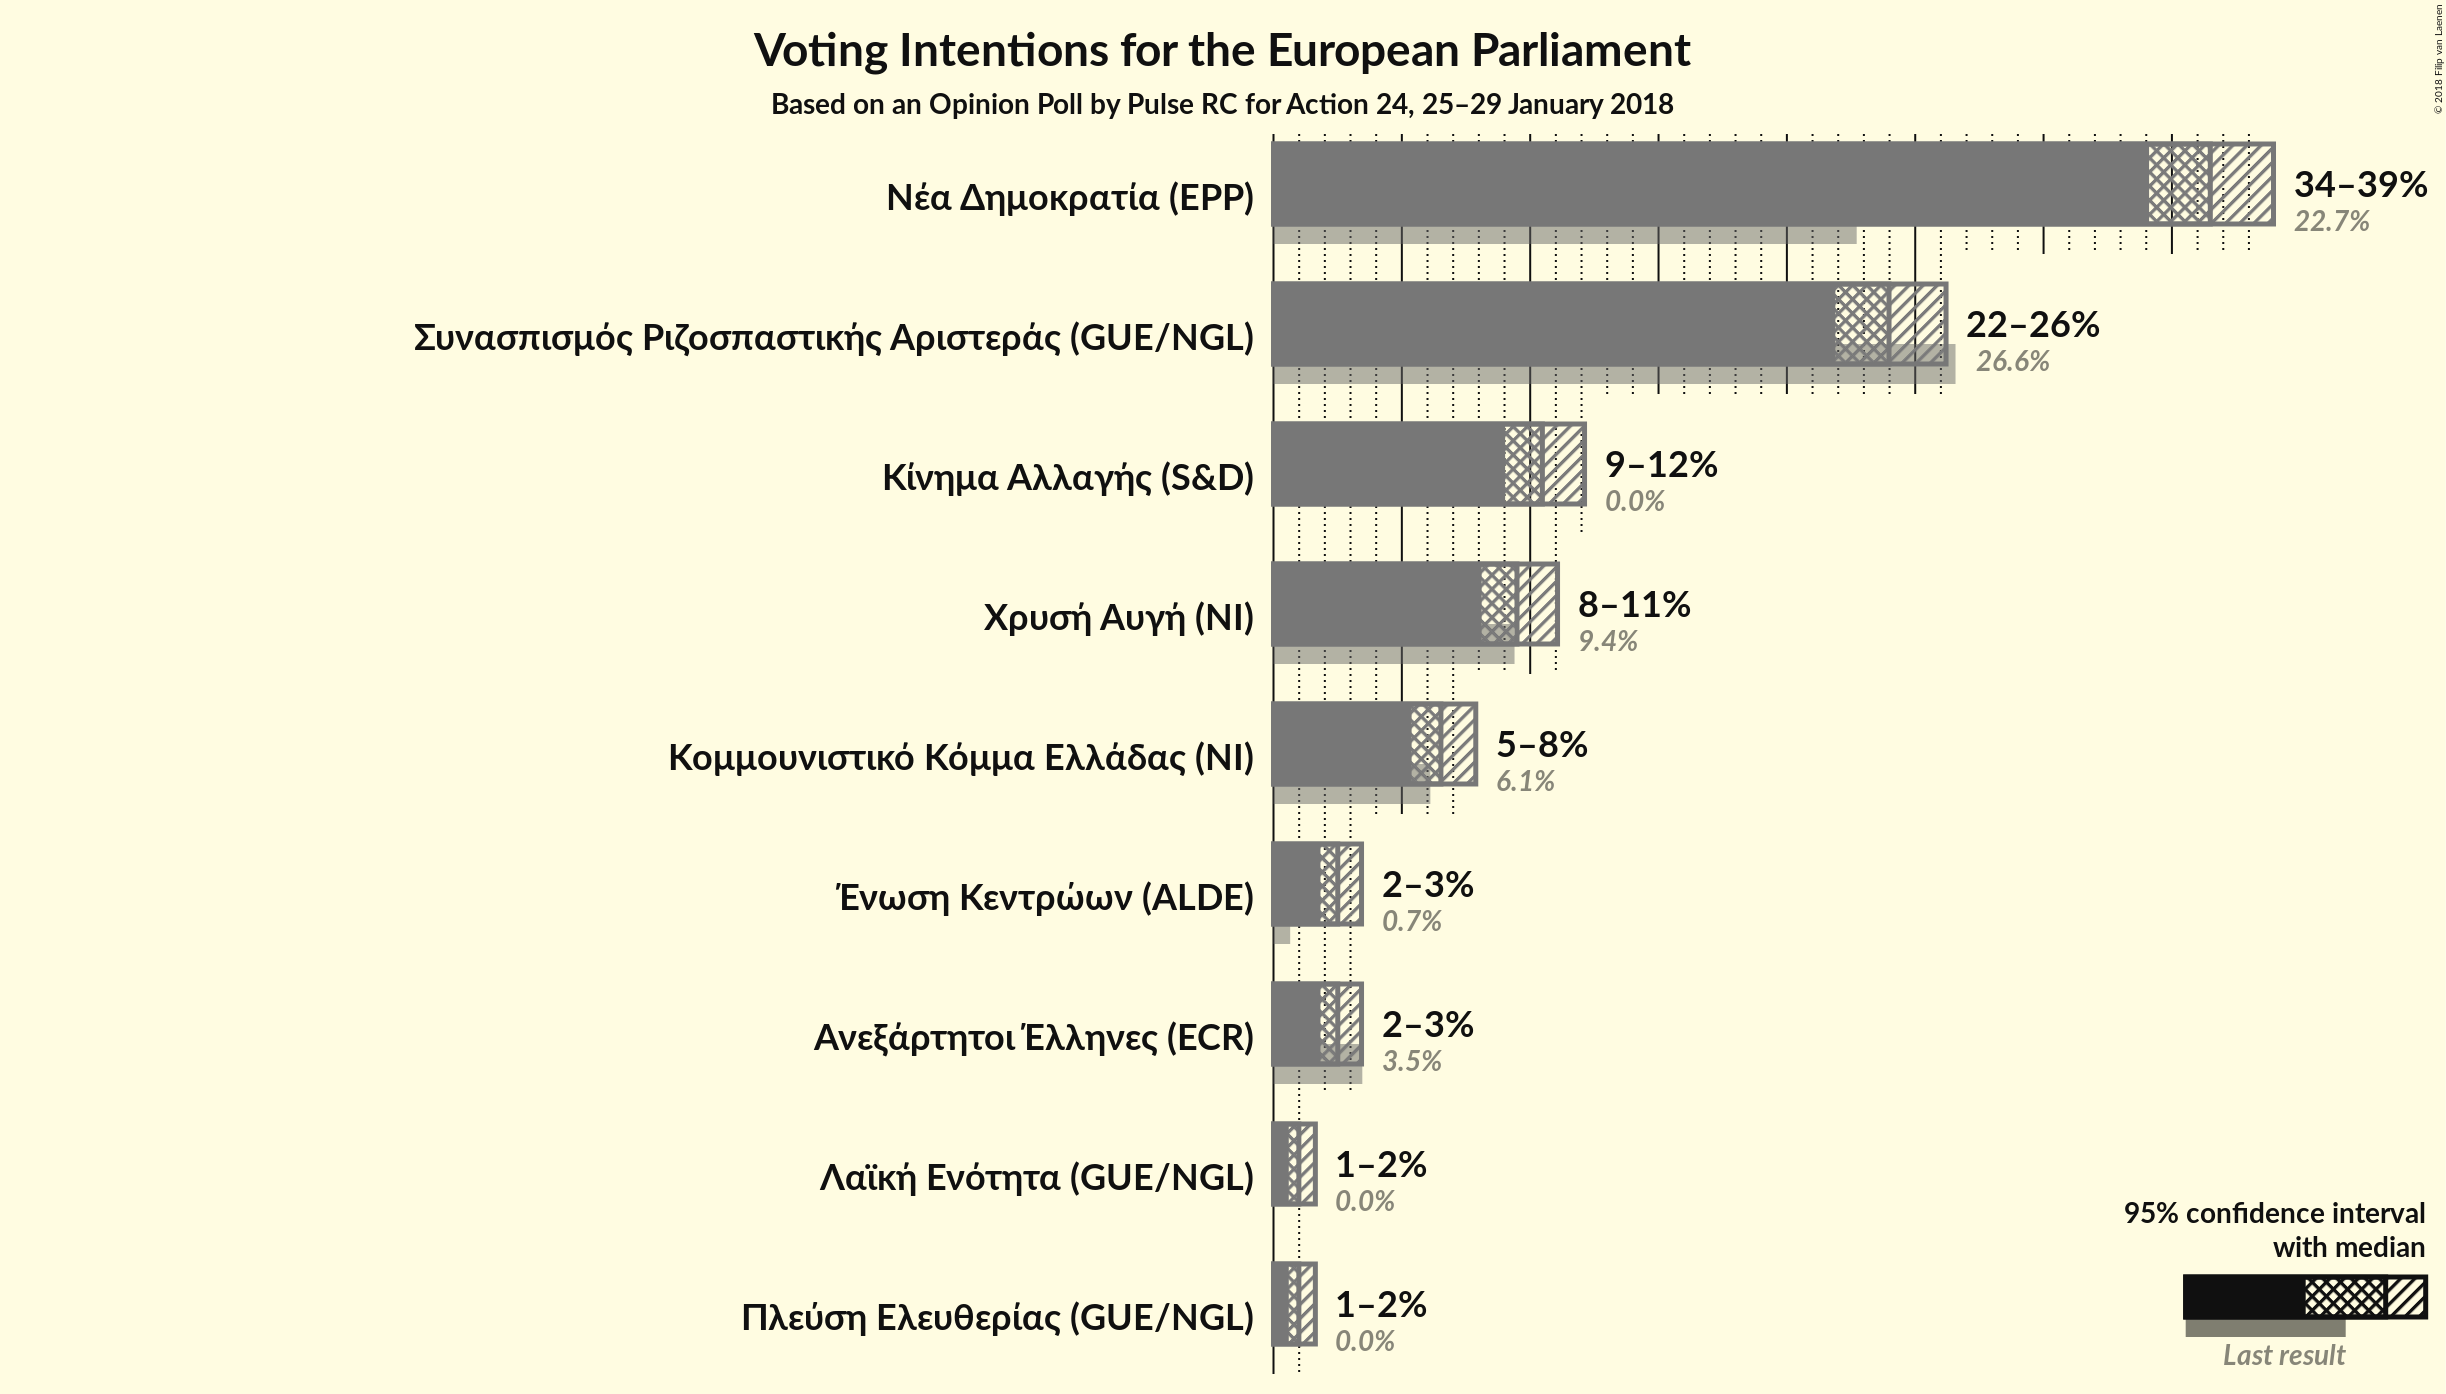 Voting Intentions for the European Parliament
Based on an Opinion Poll by Pulse RC for Action 24, 25–29 January 2018
© 2018 Filip van Laenen
Νέα Δημοκρατία (EPP)
34–39%
22.7%
Συνασπισμός Ριζοσπαστικής Αριστεράς (GUE/NGL)
22–26%
26.6%
Κίνημα Αλλαγής (S&D)
9–12%
0.0%
Χρυσή Αυγή (NI)
8–11%
9.4%
Κομμουνιστικό Κόμμα Ελλάδας (NI)
5–8%
6.1%
Ένωση Κεντρώων (ALDE)
2–3%
0.7%
Ανεξάρτητοι Έλληνες (ECR)
2–3%
3.5%
Λαϊκή Ενότητα (GUE/NGL)
1–2%
0.0%
Πλεύση Ελευθερίας (GUE/NGL)
1–2%
0.0%
95% confidence interval
with median
Last result